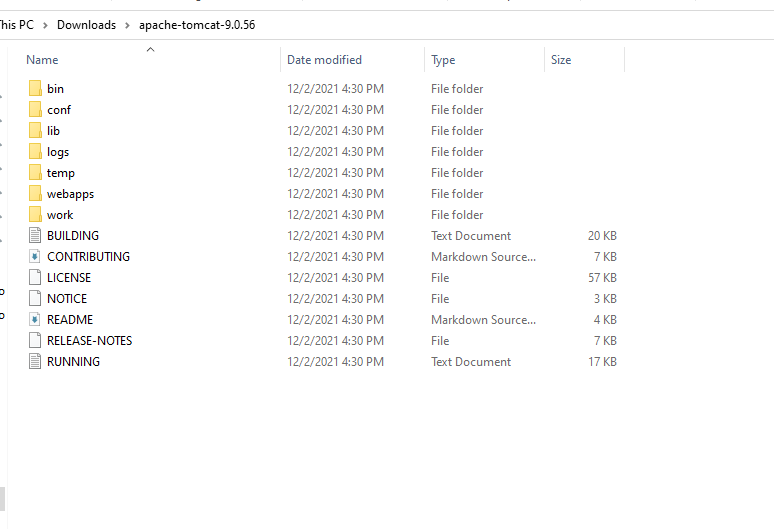 This PC > Downloads > apache-tomcat-9.0.56
Name Date modified Type Size
bin 12/2/2021 4:30 PM File folder
conf 12/2/2021 4:30 PM File folder
lib 12/2/2021 4:30 PM File folder
logs 12/2/2021 4:30 PM File folder
temp 12/2/2021 4:30 PM File folder
webapps 12/2/2021 4:30 PM File folder
work 12/2/2021 4:30 PM File folder
BUILDING 12/2/2021 4:30 PM Text Document 20 KB
CONTRIBUTING 12/2/2021 4:30 PM Markdown Source... 7 KB
LICENSE 12/2/2021 4:30 PM File 57 KB
NOTICE 12/2/2021 4:30 PM File 3 KB
README 12/2/2021 4:30 PM Markdown Source... 4 KB
RELEASE-NOTES 12/2/2021 4:30 PM File 7 KB
RUNNING 12/2/2021 4:30 PM Text Document 17 KB